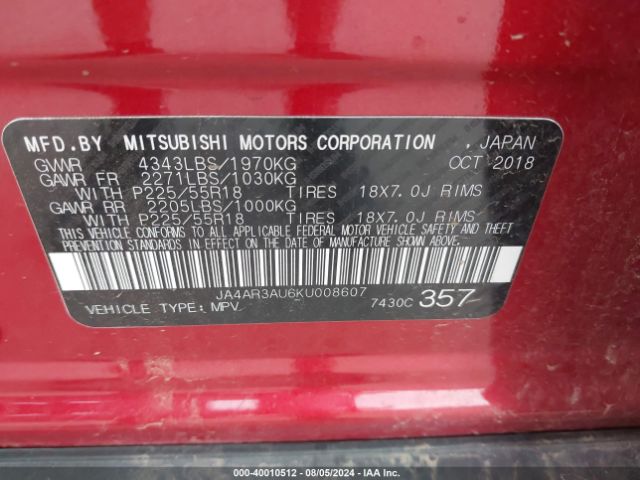 MFD.BY MITSUBISHI MOTORS CORPORATION , JAPAN
GVWR 4343LBS/1970KG OCT 2018
GAWR FR 2271LBS/1030KG
WITH P225/55R18 TIRES 18X7.0J RIMS
GAWR RR 2205LBS/1000KG
WITH P225/55R18 TIRES 18X7.0J RIMS
THIS VEHICLE CONFORMS TO ALL APPLICABLE FEDERAL MOTOR VEHICLE SAFETY AND THEFT
PREVENTION STANDARDS IN EFFECT ON THE DATE OF MANUFACTURE SHOWN ABOVE.
JA4AR3AU6KU008607
VEHICLE TYPE: MPV 7430C 357
000-40010512 - 08/05/2024 - IAA Inc.